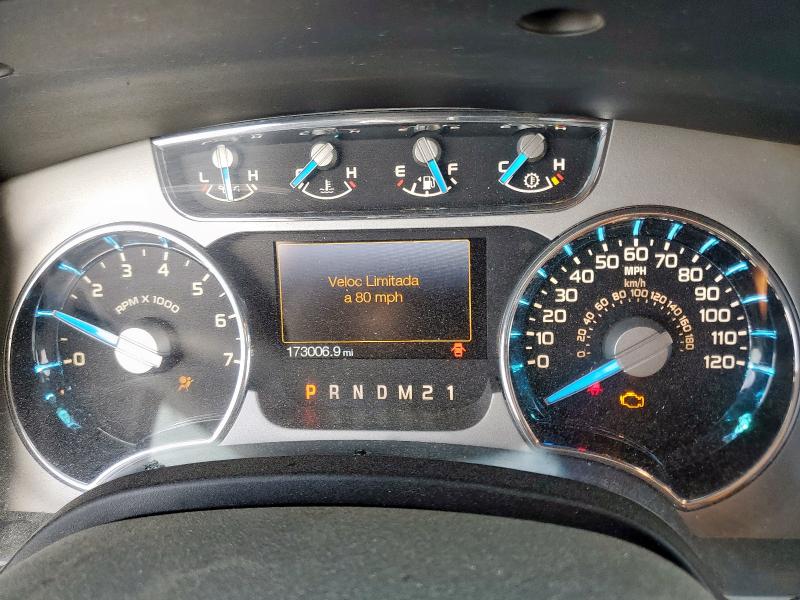 L H
C H
E F
C H
0 2 3 4 5 6 7
RPM X 1000
Veloc Limitada
a 80 mph
173006.9 mi
P R N D M 2 1
0 10 20 30 40 50 60 70 80 90 100 110 120
MPH
km/h
0 20 40 60 80 100 120 140 160 180